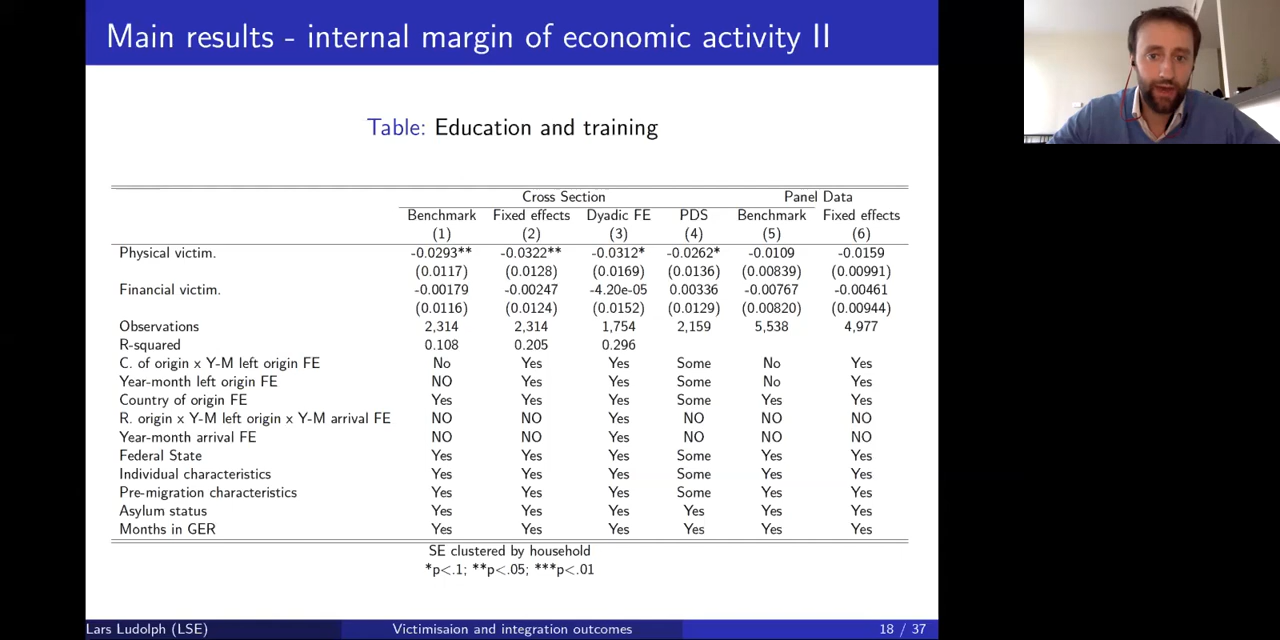 Main results - internal margin of economic activity II
Table: Education and training
Cross Section Panel Data
Benchmark Fixed effects Dyadic FE PDS Benchmark Fixed effects
(1) (2) (3) (4) (5) (6)
Physical victim. -0.0293** -0.0322** -0.0312* -0.0262* -0.0109 -0.0159
(0.0117) (0.0128) (0.0169) (0.0136) (0.00839) (0.00991)
Financial victim. -0.00179 -0.00247 -4.20e-05 0.00336 -0.00767 -0.00461
(0.0116) (0.0124) (0.0152) (0.0129) (0.00820) (0.00944)
Observations 2,314 2,314 1,754 2,159 5,538 4,977
R-squared 0.108 0.205 0.296
C. of origin x Y-M left origin FE No Yes Yes Some No Yes
Year-month left origin FE NO Yes Yes Some No Yes
Country of origin FE Yes Yes Yes Some Yes Yes
R. origin x Y-M left origin x Y-M arrival FE NO NO Yes NO NO NO
Year-month arrival FE NO NO Yes NO NO NO
Federal State Yes Yes Yes Some Yes Yes
Individual characteristics Yes Yes Yes Some Yes Yes
Pre-migration characteristics Yes Yes Yes Some Yes Yes
Asylum status Yes Yes Yes Yes Yes Yes
Months in GER Yes Yes Yes Yes Yes Yes
SE clustered by household
*p<.1; **p<.05; ***p<.01
Lars Ludolph (LSE) Victimisaion and integration outcomes 18 / 37